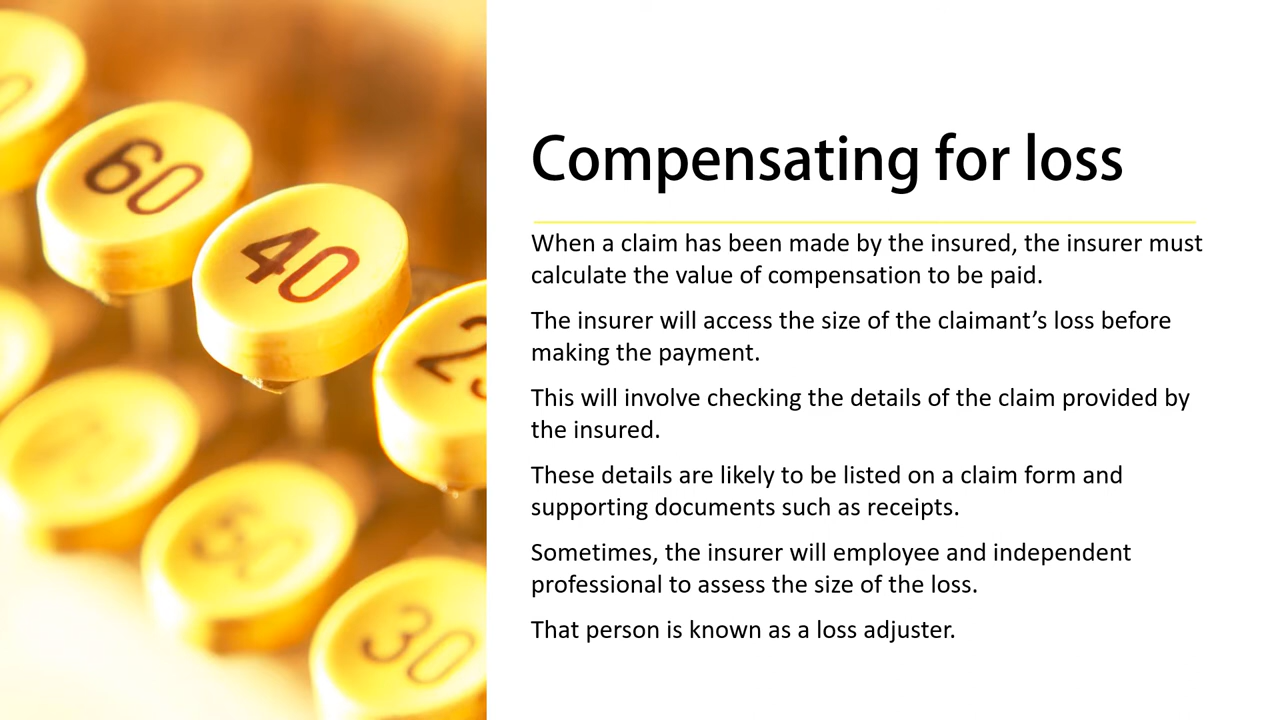 60
40
30
Compensating for loss
When a claim has been made by the insured, the insurer must
calculate the value of compensation to be paid.
The insurer will access the size of the claimant’s loss before
making the payment.
This will involve checking the details of the claim provided by
the insured.
These details are likely to be listed on a claim form and
supporting documents such as receipts.
Sometimes, the insurer will employee and independent
professional to assess the size of the loss.
That person is known as a loss adjuster.